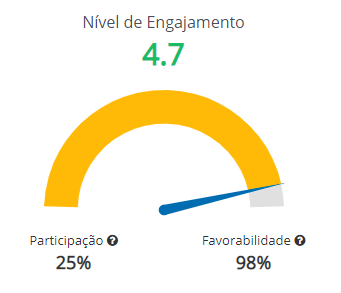 Nível de Engajamento
4.7
Participação ? Favorabilidade ?
25% 98%